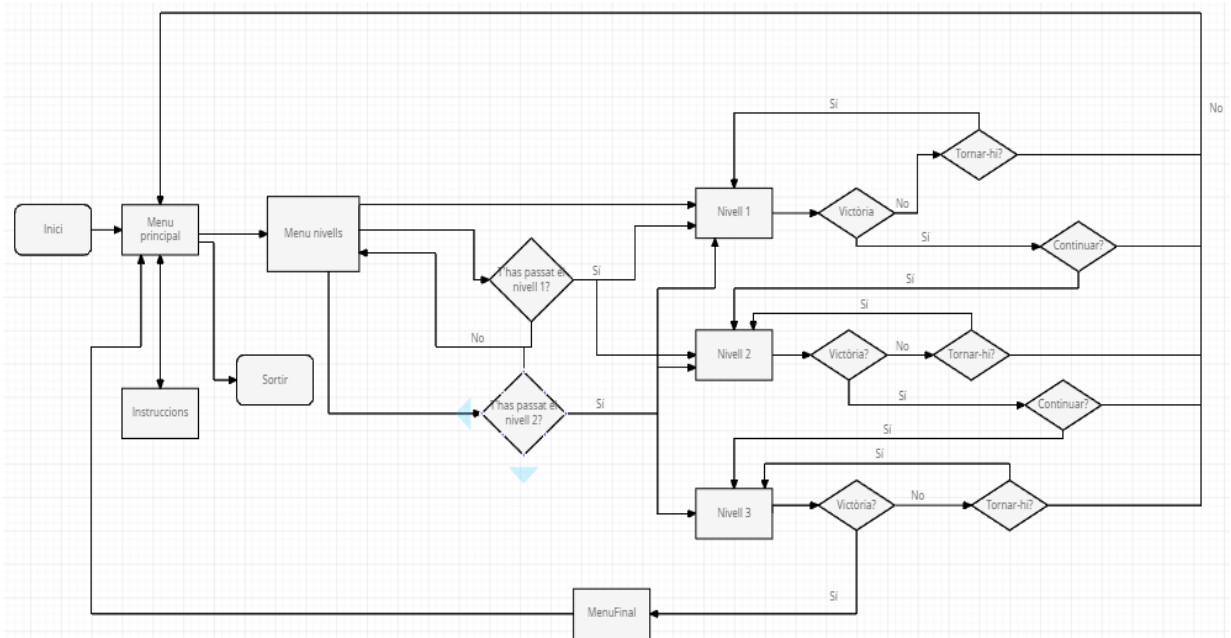 No
Sí
Tornar-hi?
Inici
Menu
principal
Menu nivells
Nivell 1
Victòria
No
Sí
Continuar?
T'has passat el
nivell 1?
Sí
Sí
Sí
No
Nivell 2
Victòria?
No
Tornar-hi?
Sortir
Instruccions
T'has passat el
nivell 2?
Sí
Sí
Continuar?
Sí
Sí
Nivell 3
Victòria?
No
Tornar-hi?
Sí
MenuFinal